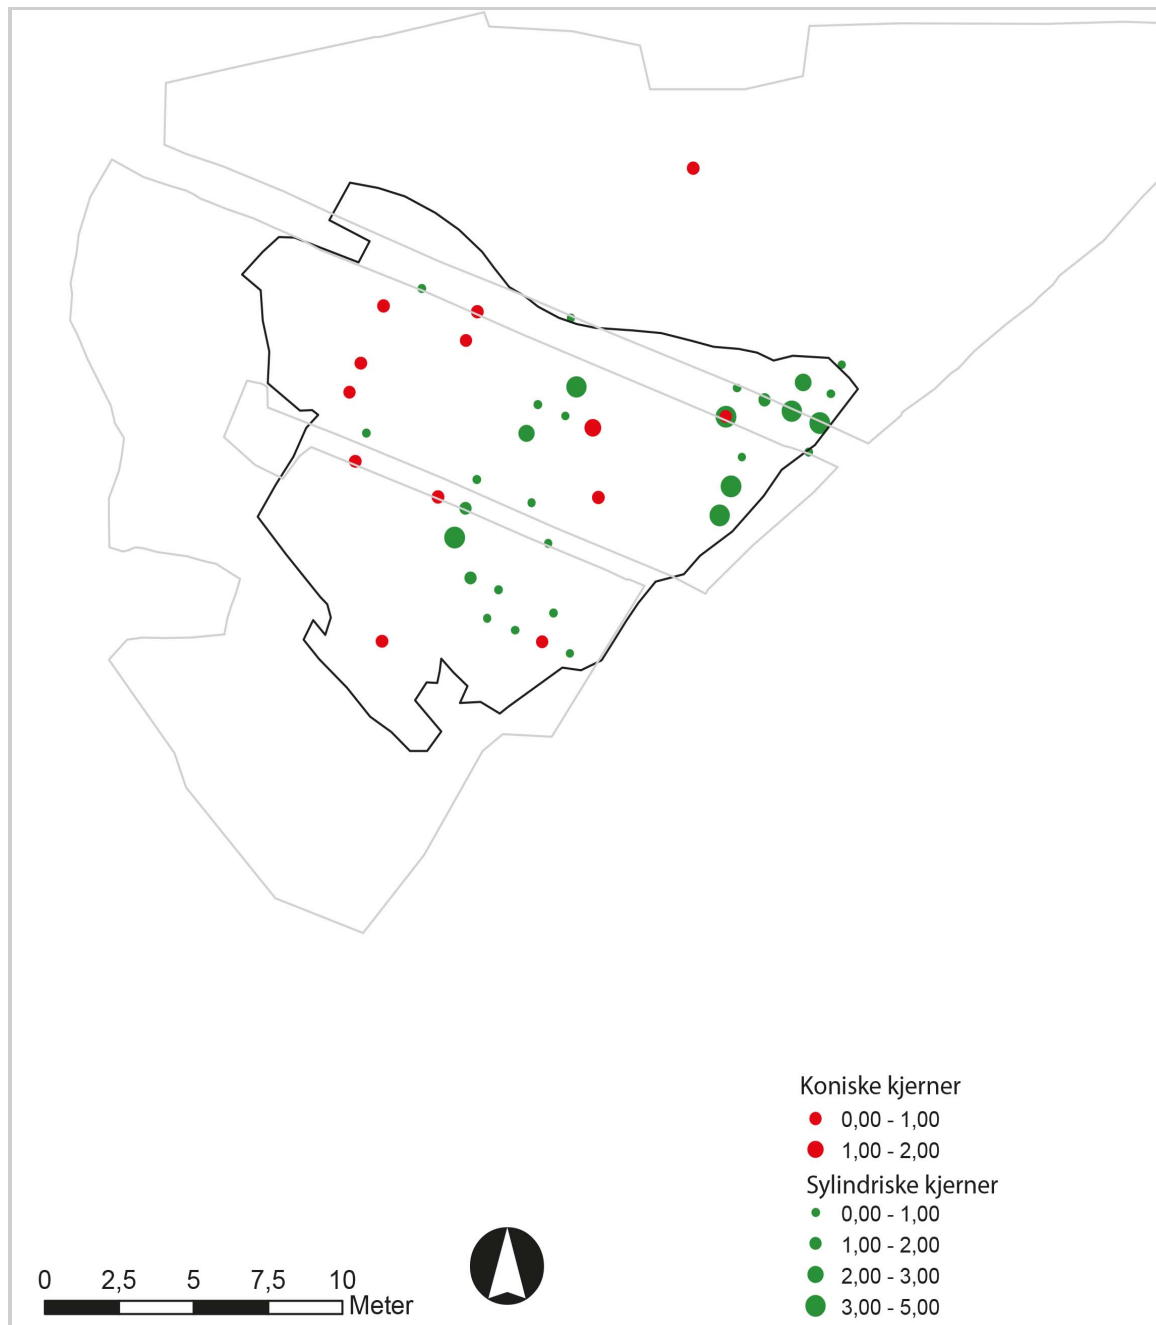 Koniske kjerner
0,00 - 1,00
1,00 - 2,00
Sylindriske kjerner
0,00 - 1,00
1,00 - 2,00
2,00 - 3,00
3,00 - 5,00
0 2,5 5 7,5 10
Meter